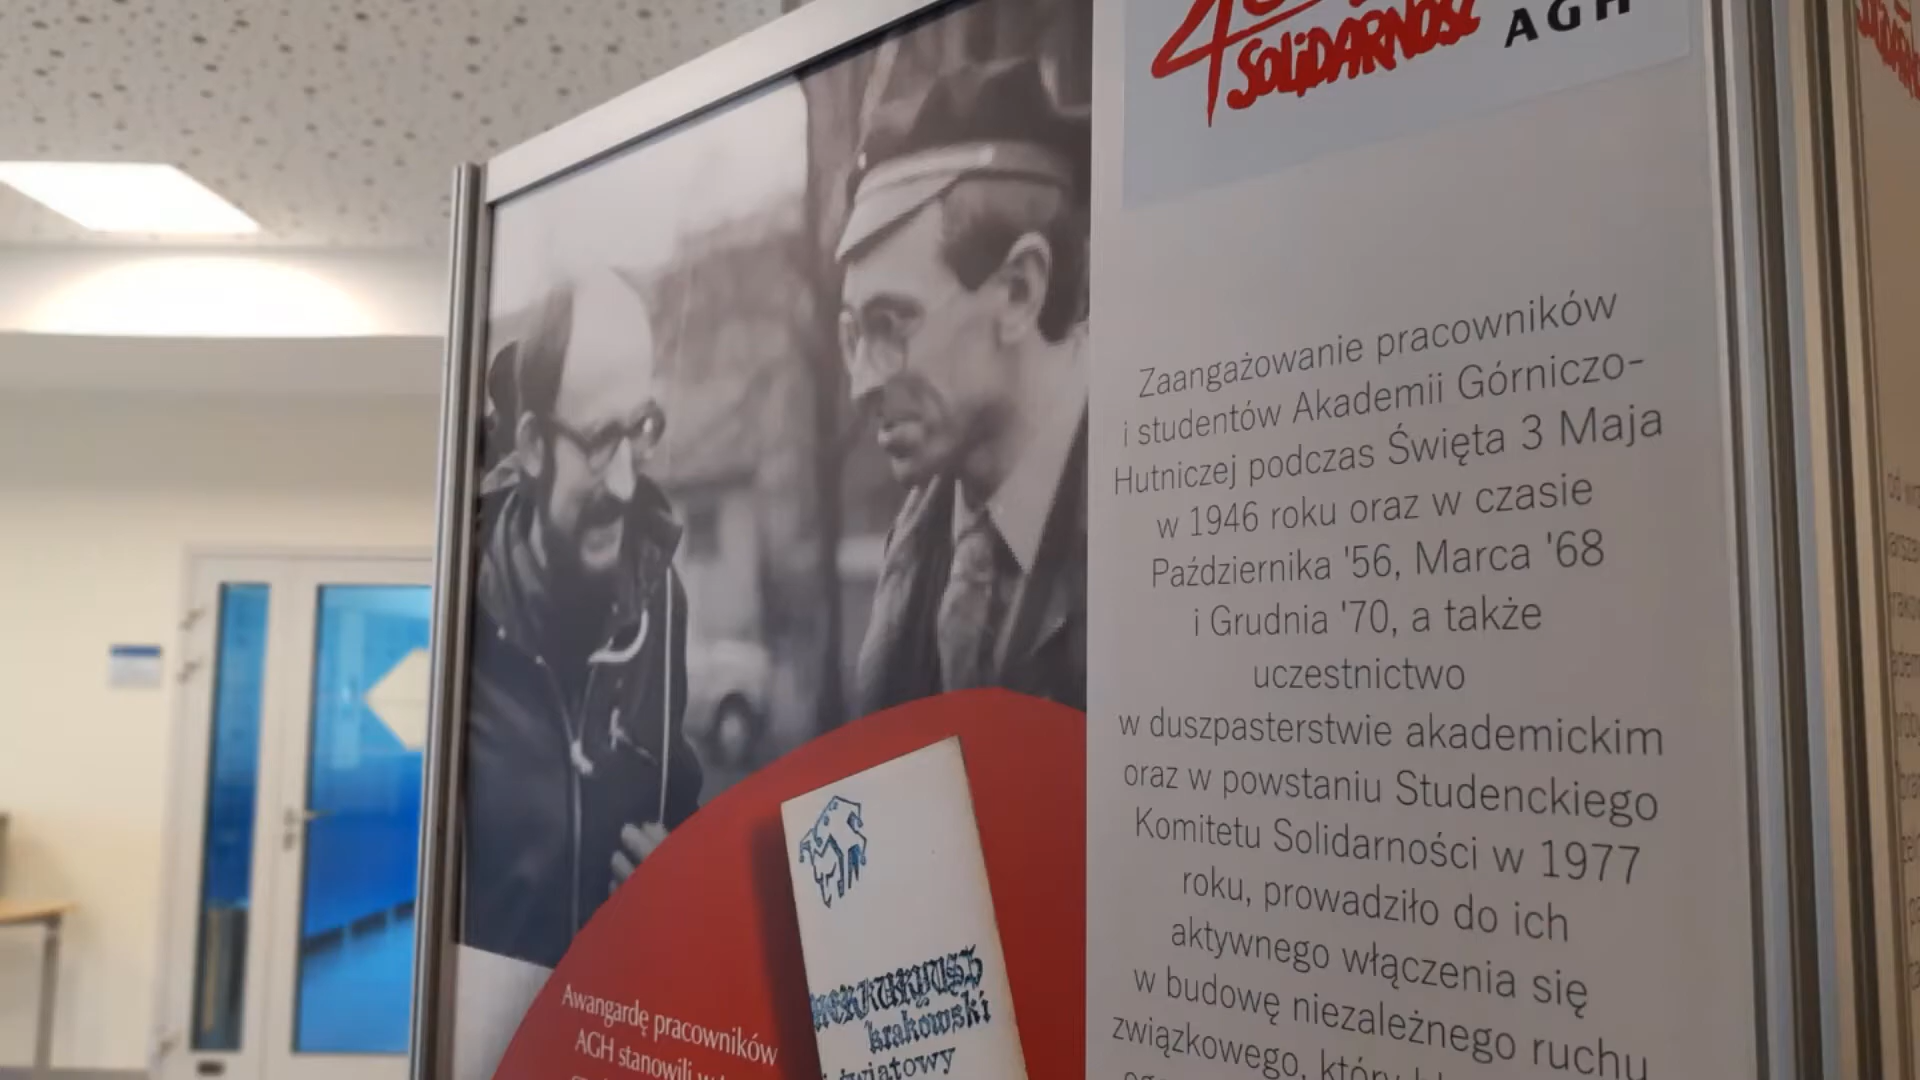 SOLIDARNOŚĆ
AGH
Zaangażowanie pracowników
i studentów Akademii Górniczo-
Hutniczej podczas Święta 3 Maja
w 1946 roku oraz w czasie
Października '56, Marca '68
i Grudnia '70, a także
uczestnictwo
w duszpasterstwie akademickim
oraz w powstaniu Studenckiego
Komitetu Solidarności w 1977
roku, prowadziło do ich
aktywnego włączenia się
w budowę niezależnego ruchu
związkowego,
Awangardę pracowników
AGH stanowili
krakowski